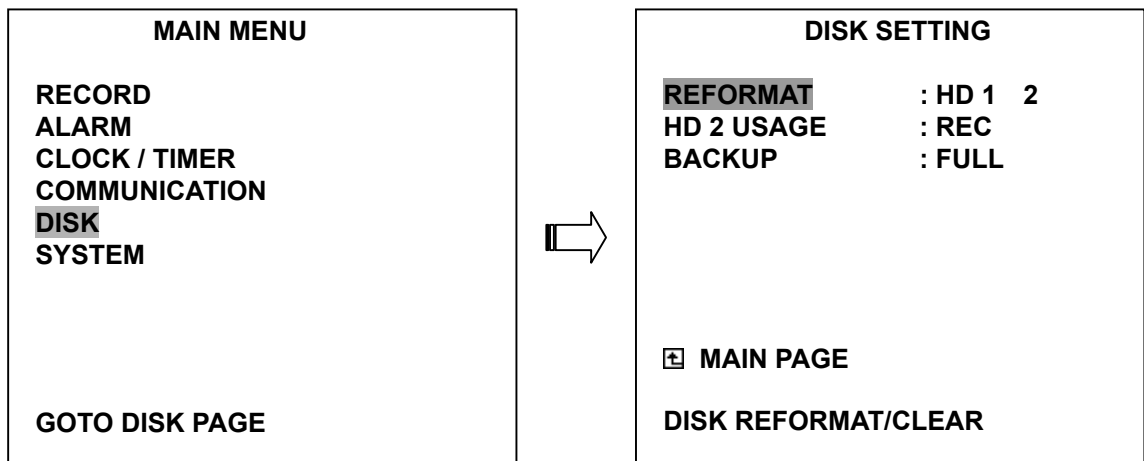 MAIN MENU
RECORD
ALARM
CLOCK / TIMER
COMMUNICATION
DISK
SYSTEM
GOTO DISK PAGE
DISK SETTING
REFORMAT : HD 1 2
HD 2 USAGE : REC
BACKUP : FULL
MAIN PAGE
DISK REFORMAT/CLEAR